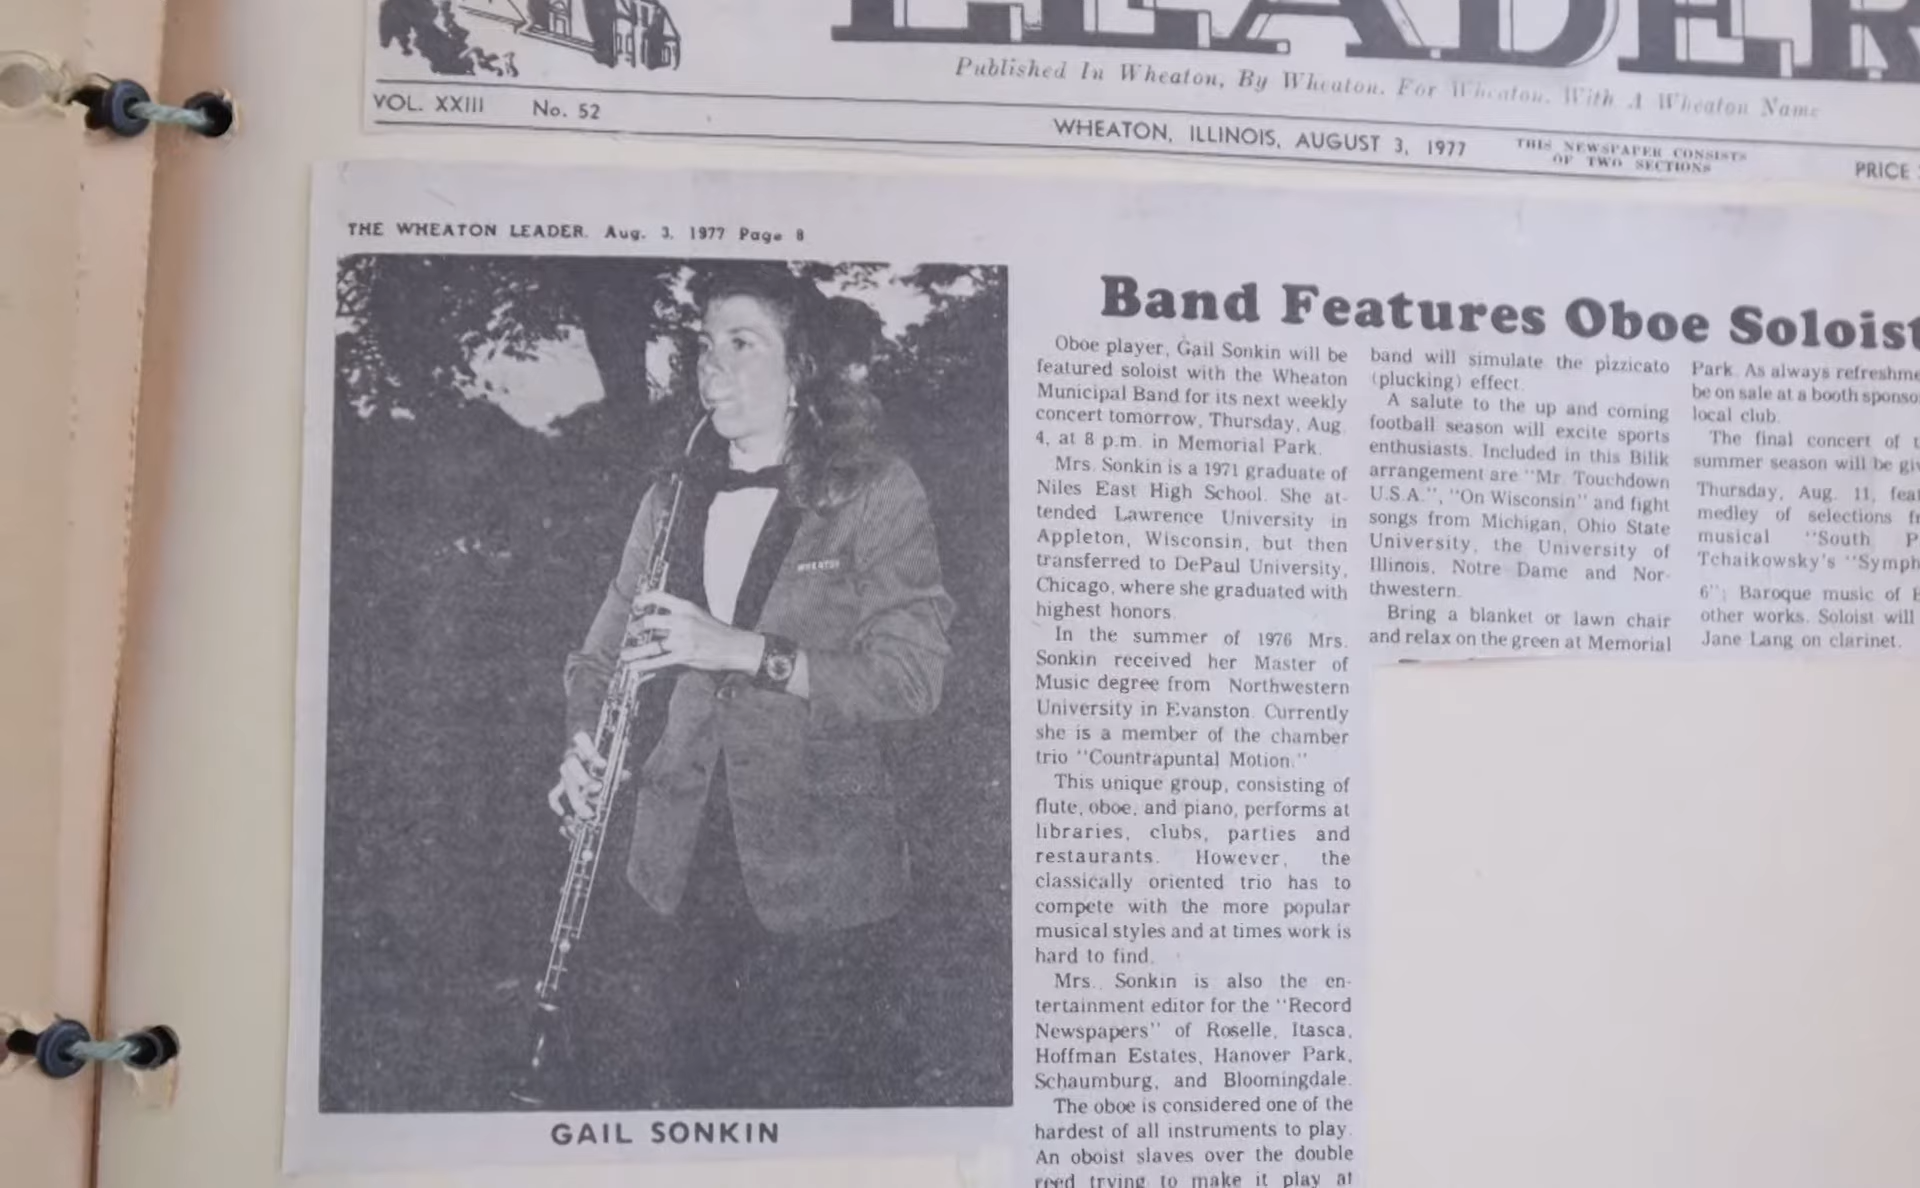 LEADER
Published In Wheaton, By Wheaton, For Wheaton, With A Wheaton Name
VOL. XXIII No. 52
WHEATON, ILLINOIS, AUGUST 3, 1977
THIS NEWSPAPER CONSISTS
OF TWO SECTIONS
PRICE
THE WHEATON LEADER. Aug. 3, 1977 Page 8
WHEATON
GAIL SONKIN
Band Features Oboe Soloist
Oboe player, Gail Sonkin will be
featured soloist with the Wheaton
Municipal Band for its next weekly
concert tomorrow, Thursday, Aug.
4, at 8 p.m. in Memorial Park.
Mrs. Sonkin is a 1971 graduate of
Niles East High School. She at-
tended Lawrence University in
Appleton, Wisconsin, but then
transferred to DePaul University,
Chicago, where she graduated with
highest honors.
In the summer of 1976 Mrs.
Sonkin received her Master of
Music degree from Northwestern
University in Evanston. Currently
she is a member of the chamber
trio "Countrapuntal Motion."
This unique group, consisting of
flute, oboe, and piano, performs at
libraries, clubs, parties and
restaurants. However, the
classically oriented trio has to
compete with the more popular
musical styles and at times work is
hard to find.
Mrs. Sonkin is also the en-
tertainment editor for the "Record
Newspapers" of Roselle, Itasca,
Hoffman Estates, Hanover Park,
Schaumburg, and Bloomingdale.
The oboe is considered one of the
hardest of all instruments to play.
An oboist slaves over the double
reed trying to make it play at
band will simulate the pizzicato
(plucking) effect.
A salute to the up and coming
football season will excite sports
enthusiasts. Included in this Bilik
arrangement are "Mr. Touchdown
U.S.A.", "On Wisconsin" and fight
songs from Michigan, Ohio State
University, the University of
Illinois, Notre Dame and Nor-
thwestern.
Bring a blanket or lawn chair
and relax on the green at Memorial
Park. As always refreshme
be on sale at a booth sponso
local club.
The final concert of
summer season will be
Thursday, Aug. 11,
medley of selections
musical "South P
Tchaikowsky's "Symph
6"; Baroque music of
other works. Soloist will
Jane Lang on clarinet.